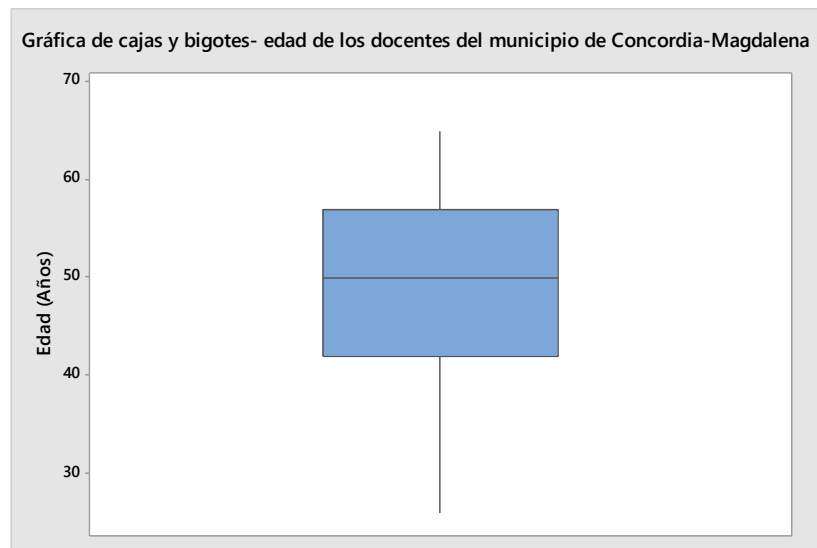 Gráfica de cajas y bigotes- edad de los docentes del municipio de Concordia-Magdalena
70
60
50
40
30
Edad (Años)